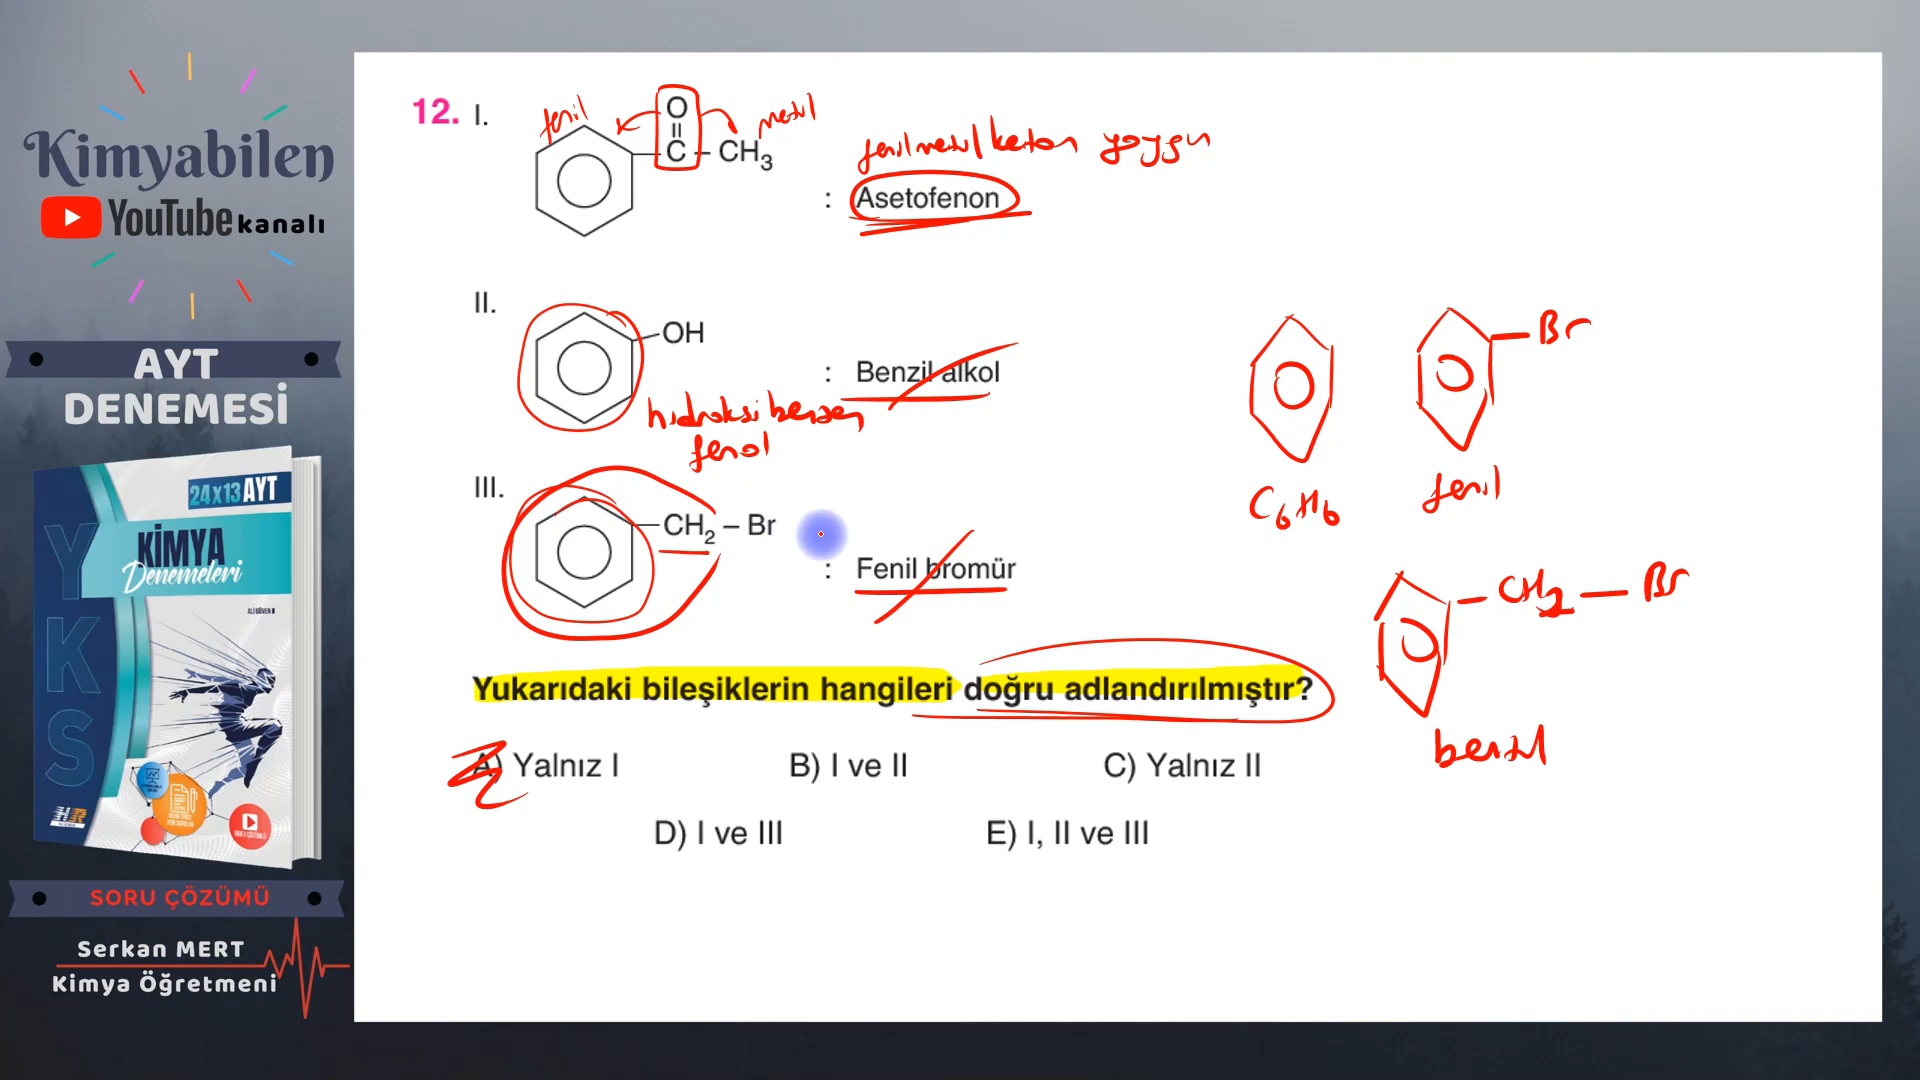 Kimyabilen
YouTube kanalı
AYT
DENEMESİ
24x13 AYT
KİMYA
Denemeleri
ALİ GÜVEN
YKS
SORU ÇÖZÜMÜ
Serkan MERT
Kimya Öğretmeni
12. I.
fenil
O
C – CH3
metil
fenil metil keton yaygın
: Asetofenon
II.
OH
: Benzil alkol
hidroksi benzen
fenol
III.
CH2 – Br
: Fenil bromür
C6H6
Br
fenil
CH2 – Br
benzil
Yukarıdaki bileşiklerin hangileri doğru adlandırılmıştır?
A) Yalnız I B) I ve II C) Yalnız II
D) I ve III E) I, II ve III